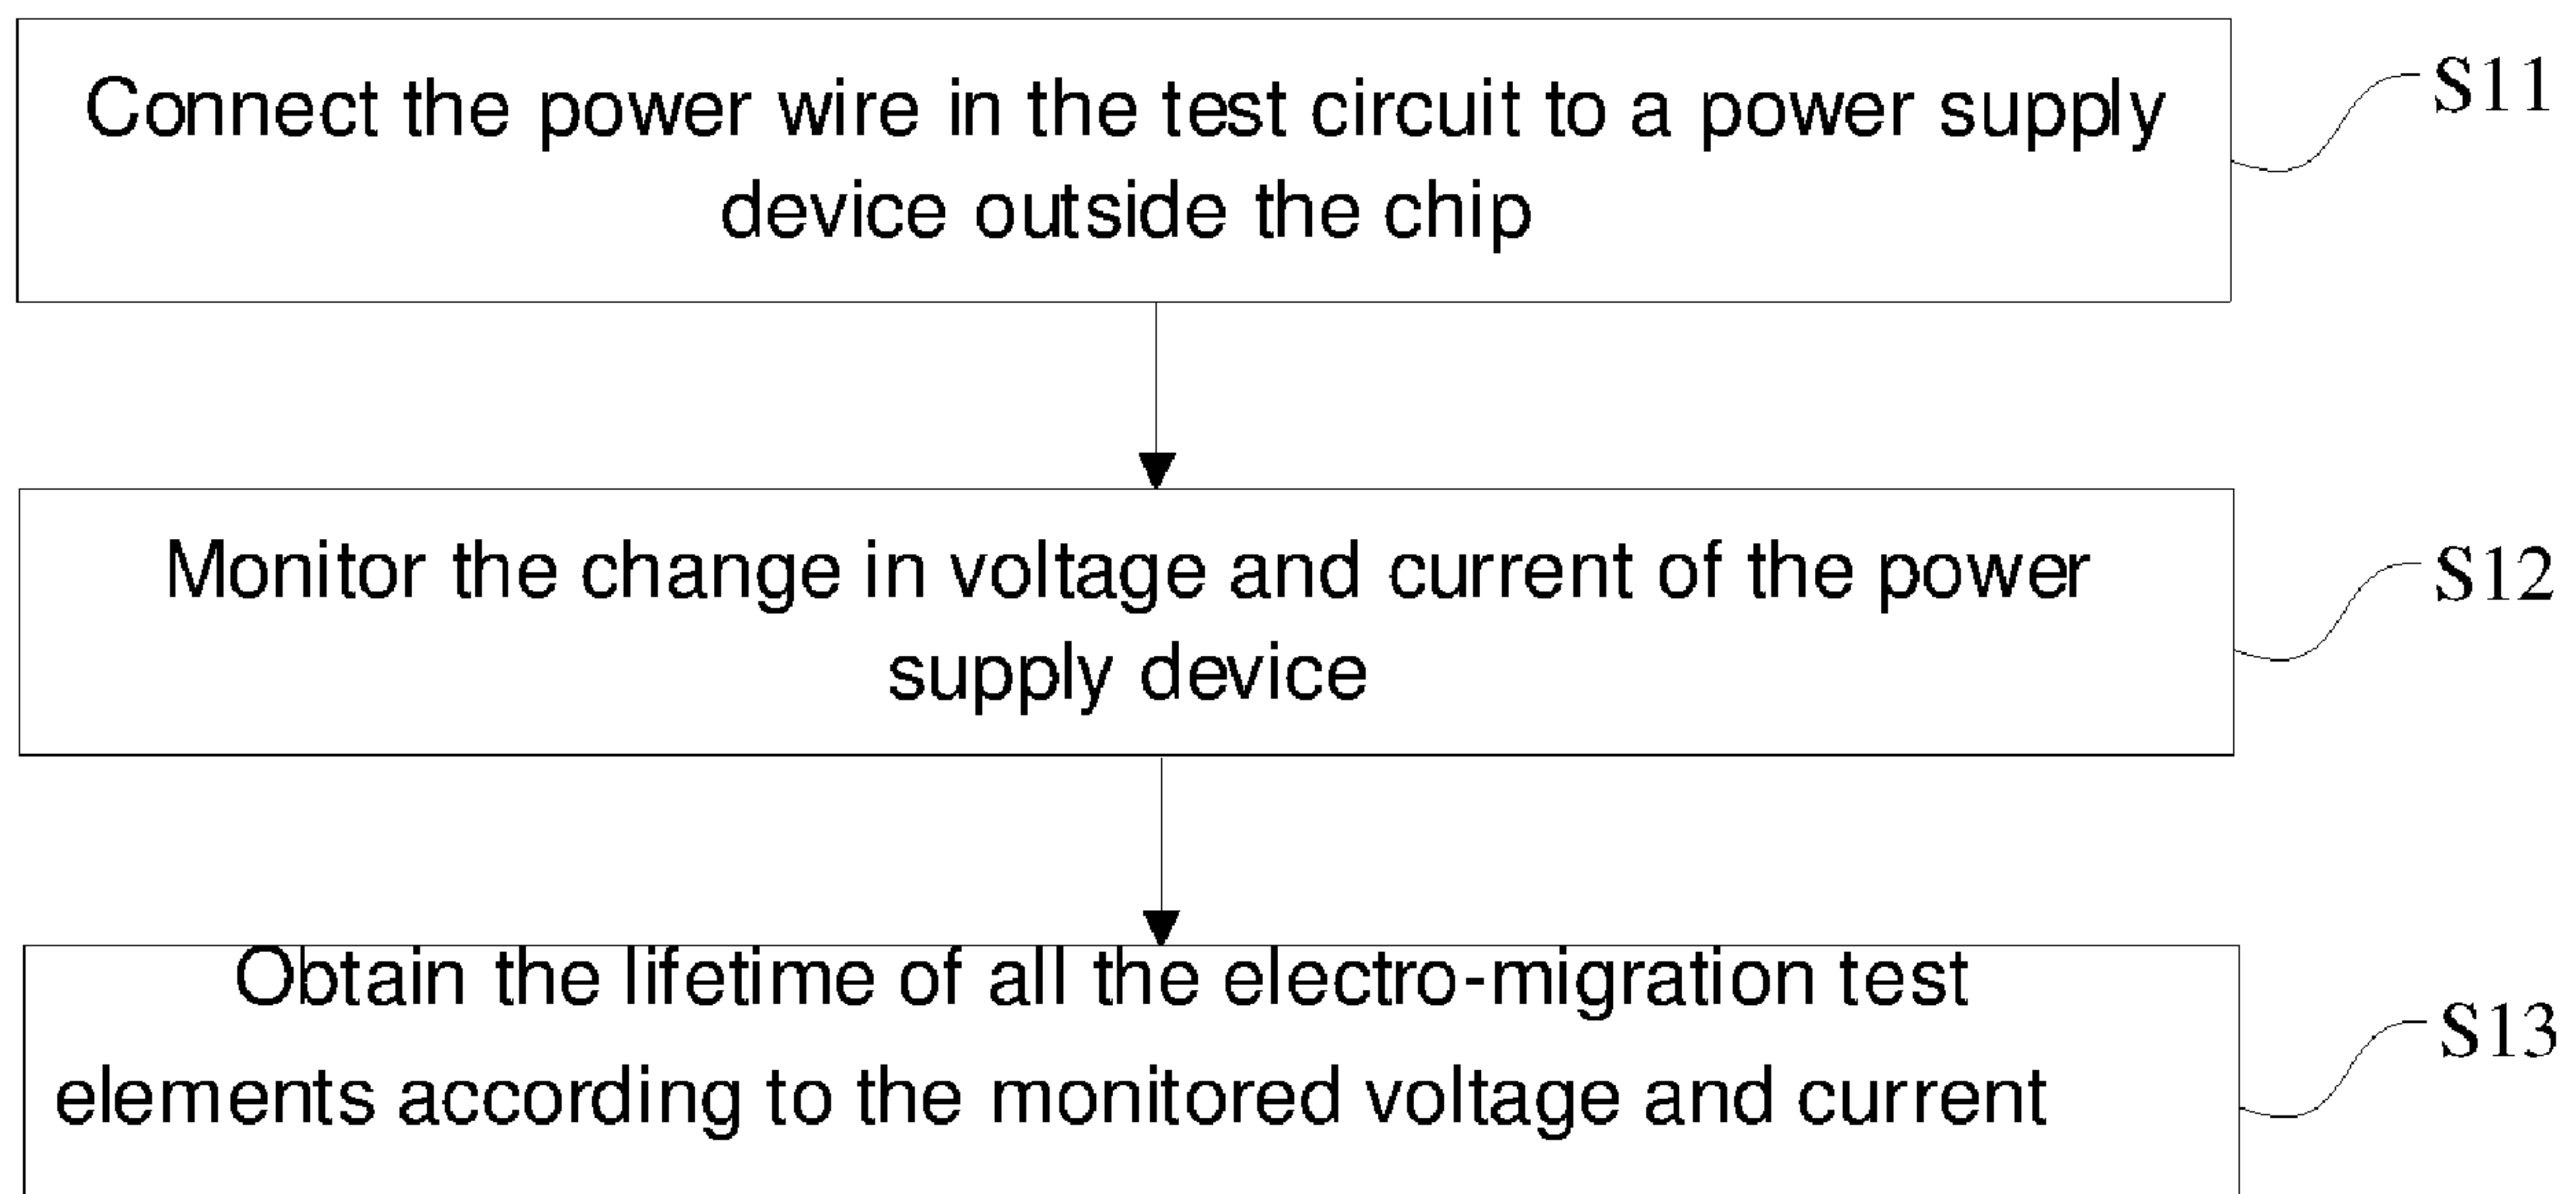 Connect the power wire in the test circuit to a power supply
device outside the chip
S11
Monitor the change in voltage and current of the power
supply device
S12
Obtain the lifetime of all the electro-migration test
elements according to the monitored voltage and current
S13